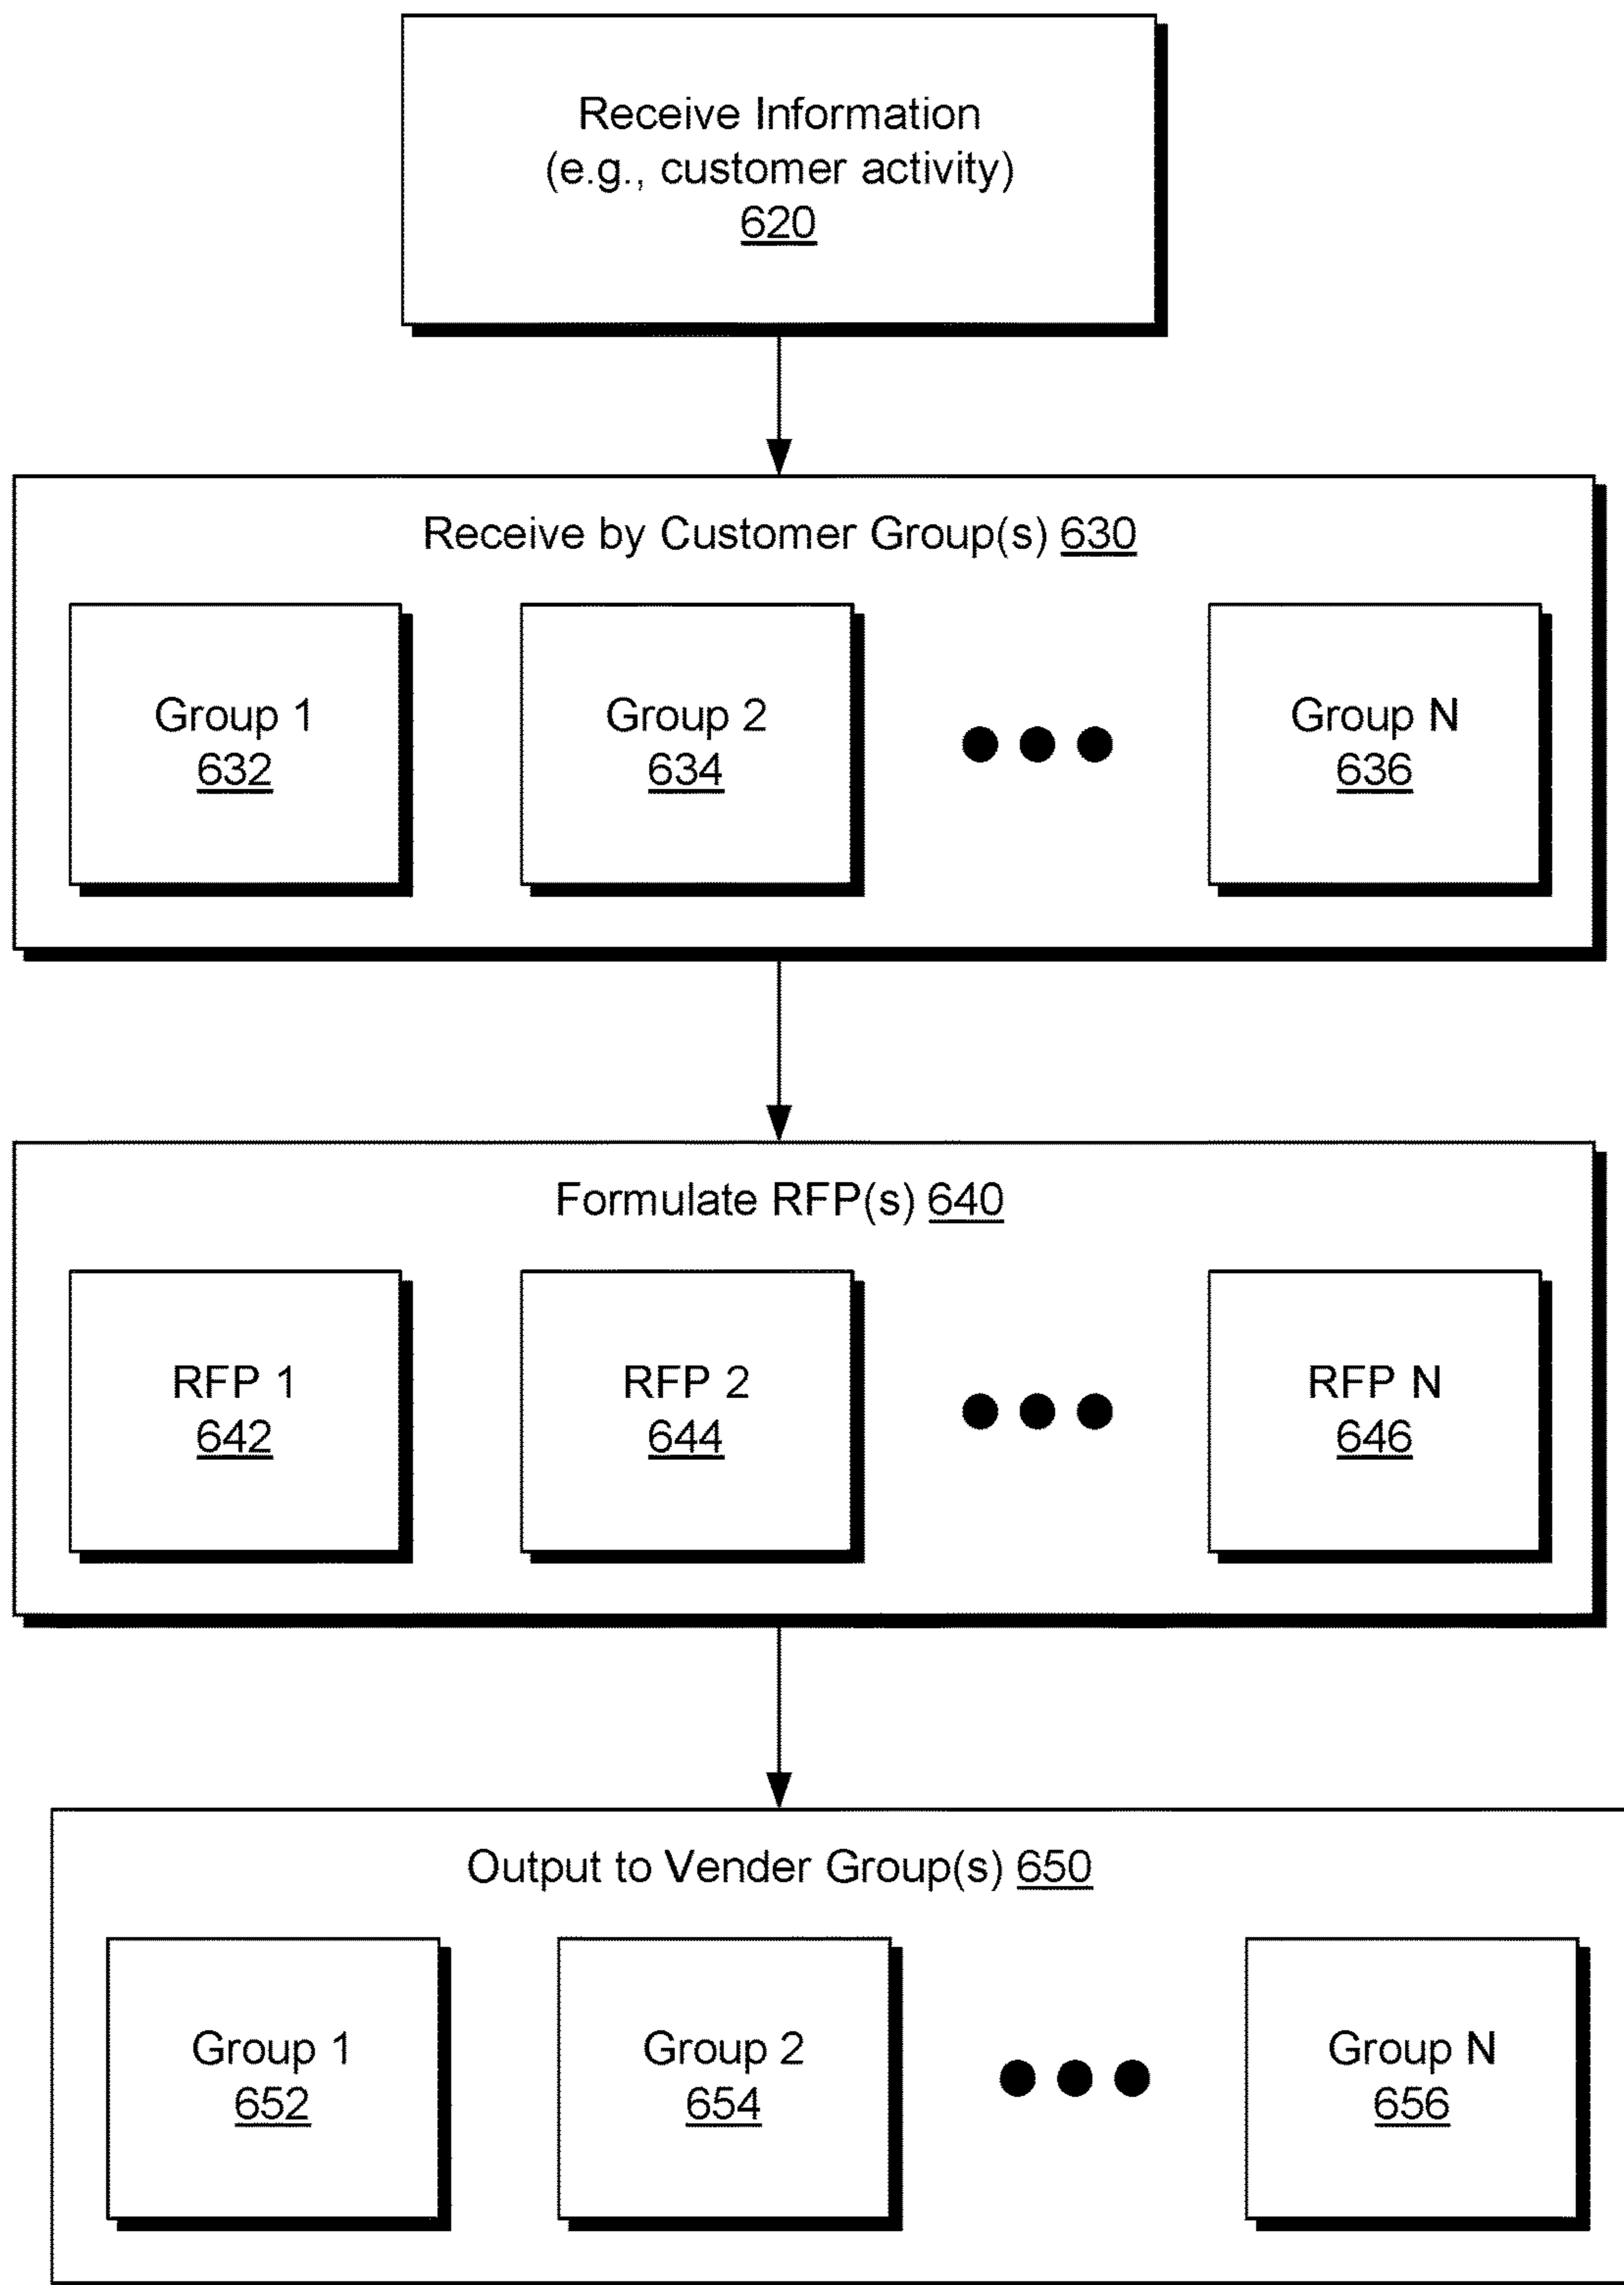 Receive Information
(e.g., customer activity)
620
Receive by Customer Group(s) 630
Group 1
632
Group 2
634
Group N
636
Formulate RFP(s) 640
RFP 1
642
RFP 2
644
RFP N
646
Output to Vender Group(s) 650
Group 1
652
Group 2
654
Group N
656